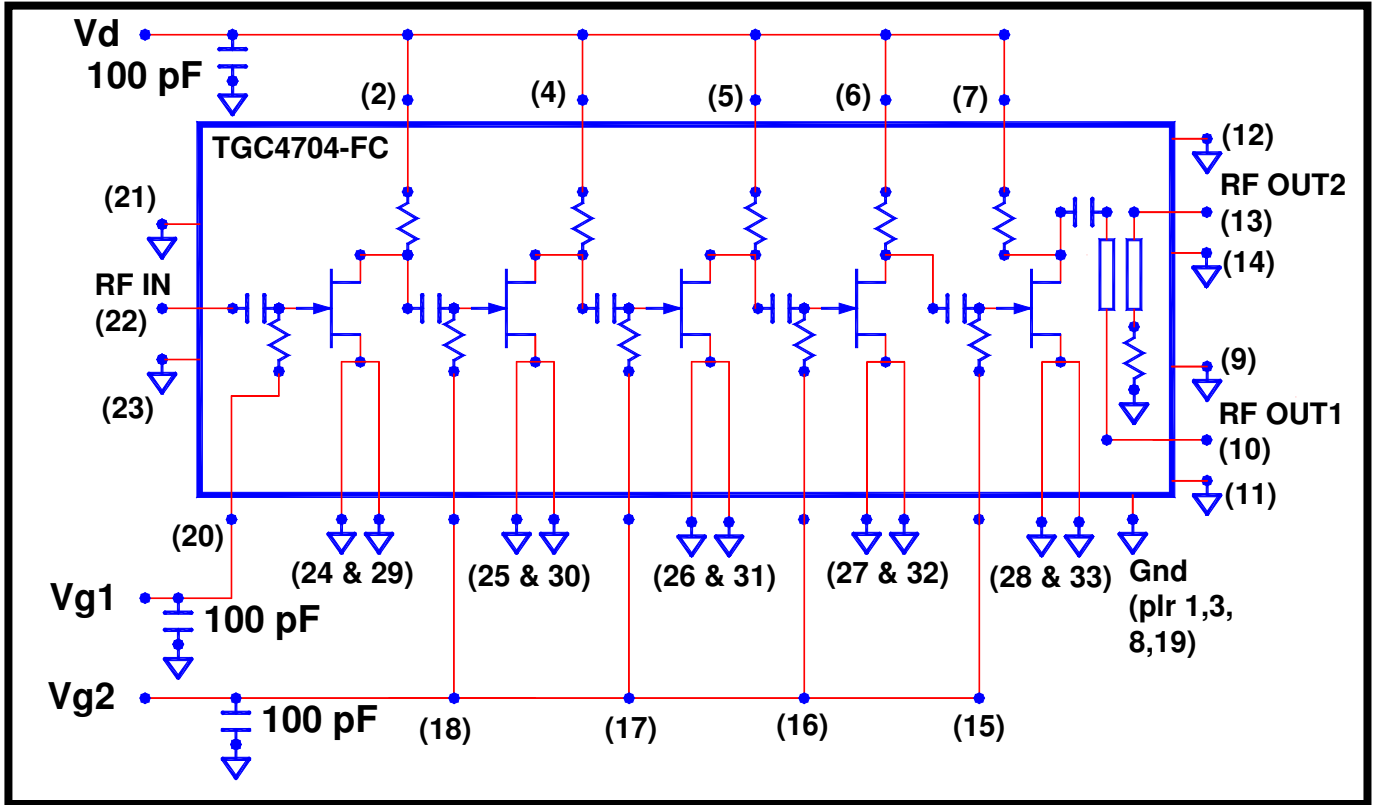 Vd
100 pF
(2)
(4)
(5)
(6)
(7)
TGC4704-FC
(12)
RF OUT2
(13)
(14)
(21)
RF IN
(22)
(23)
(9)
RF OUT1
(10)
(11)
(20)
(24 & 29)
(25 & 30)
(26 & 31)
(27 & 32)
(28 & 33)
Gnd
(plr 1,3,
8,19)
Vg1
100 pF
Vg2
100 pF
(18)
(17)
(16)
(15)